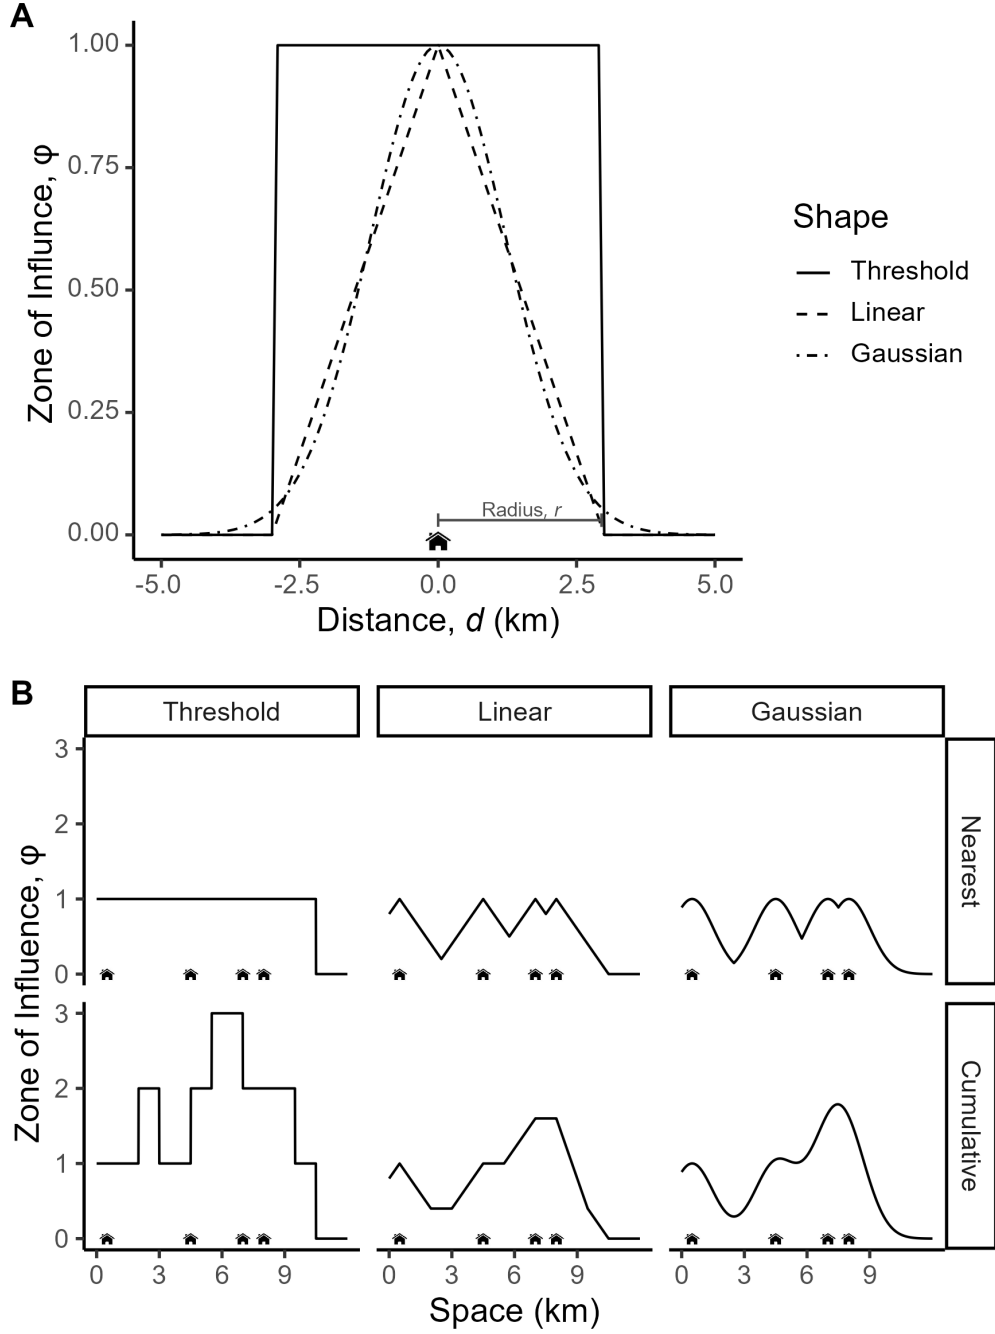 A
Zone of Influnce, φ
1.00
0.75
0.50
0.25
0.00
Radius, r
-5.0 -2.5 0.0 2.5 5.0
Distance, d (km)
Shape
Threshold
Linear
Gaussian
B
Threshold Linear Gaussian
Zone of Influence, φ
3
2
1
0
Nearest
3
2
1
0
Cumulative
0 3 6 9 0 3 6 9 0 3 6 9
Space (km)